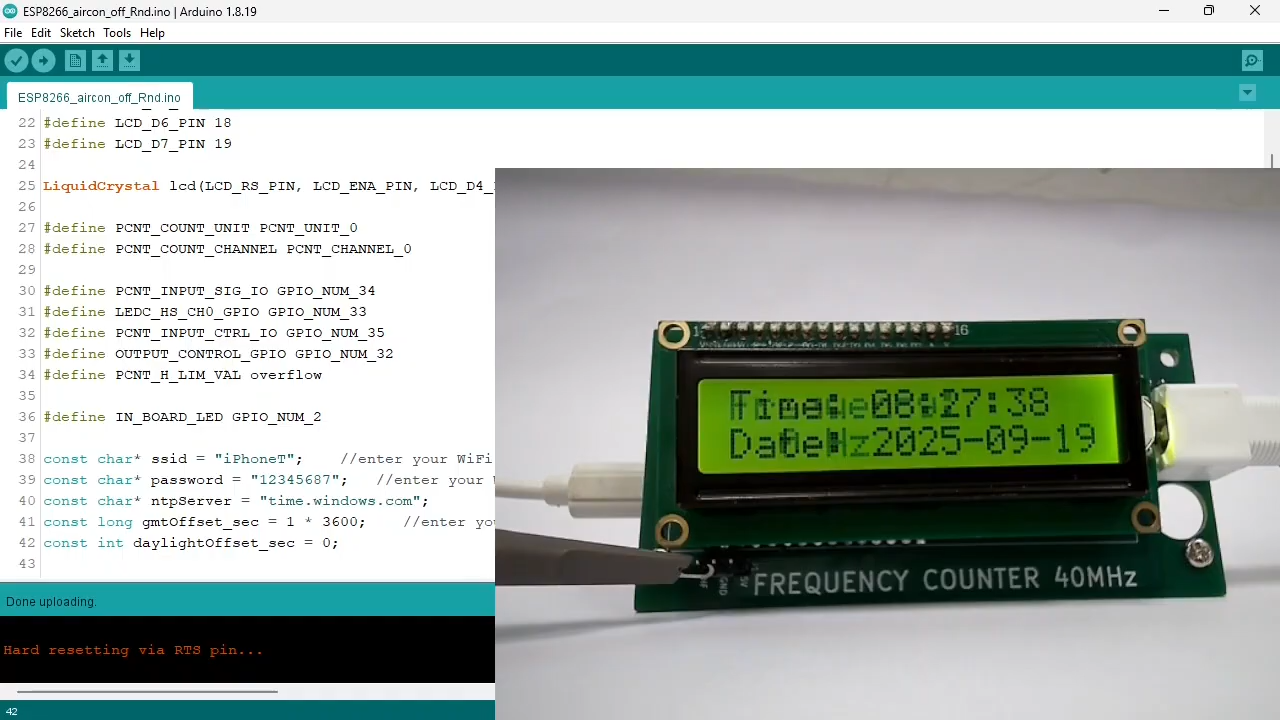 ESP8266_aircon_off_Rnd.ino | Arduino 1.8.19
File Edit Sketch Tools Help
ESP8266_aircon_off_Rnd.ino
22 #define LCD_D6_PIN 18
23 #define LCD_D7_PIN 19
24
25 LiquidCrystal lcd(LCD_RS_PIN, LCD_ENA_PIN, LCD_D4_
26
27 #define PCNT_COUNT_UNIT PCNT_UNIT_0
28 #define PCNT_COUNT_CHANNEL PCNT_CHANNEL_0
29
30 #define PCNT_INPUT_SIG_IO GPIO_NUM_34
31 #define LEDC_HS_CH0_GPIO GPIO_NUM_33
32 #define PCNT_INPUT_CTRL_IO GPIO_NUM_35
33 #define OUTPUT_CONTROL_GPIO GPIO_NUM_32
34 #define PCNT_H_LIM_VAL overflow
35
36 #define IN_BOARD_LED GPIO_NUM_2
37
38 const char* ssid = "iPhoneT"; //enter your WiFi
39 const char* password = "12345687"; //enter your
40 const char* ntpServer = "time.windows.com";
41 const long gmtOffset_sec = 1 * 3600; //enter yo
42 const int daylightOffset_sec = 0;
43
Done uploading.
Hard resetting via RTS pin...
42
1 16
Time: 08:27:38
Date: 2025-09-19
GND 5V
FREQUENCY COUNTER 40MHz